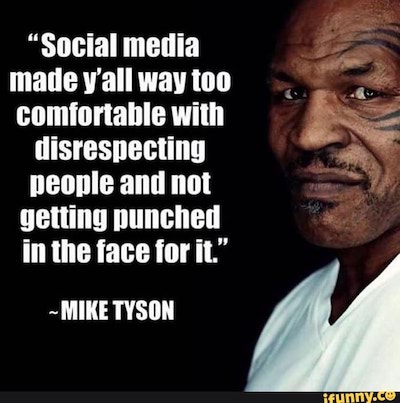 “Social media
made y'all way too
comfortable with
disrespecting
people and not
getting punched
in the face for it.”
~MIKE TYSON
ifunny.co